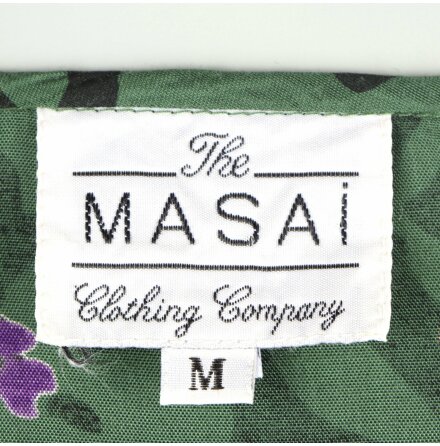 The
MASAi
Clothing Company
M